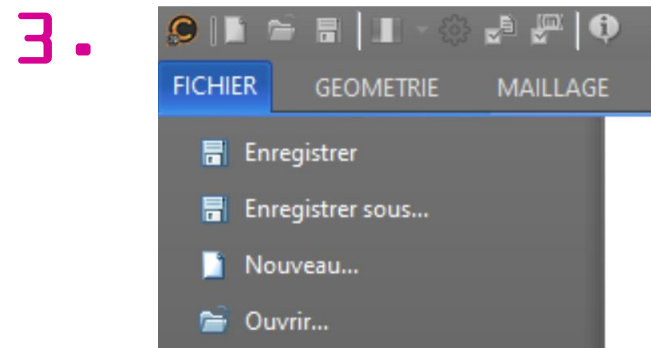 3.
FICHIER GEOMETRIE MAILLAGE
Enregistrer
Enregistrer sous...
Nouveau...
Ouvrir...